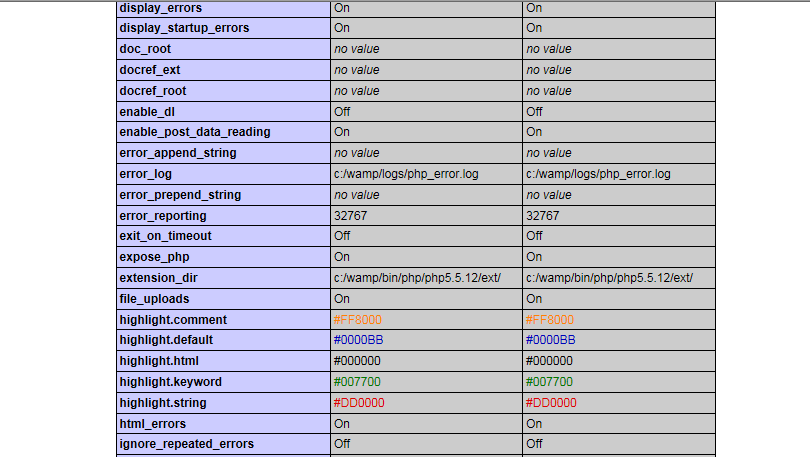 display_errors On On
display_startup_errors On On
doc_root no value no value
docref_ext no value no value
docref_root no value no value
enable_dl Off Off
enable_post_data_reading On On
error_append_string no value no value
error_log c:/wamp/logs/php_error.log c:/wamp/logs/php_error.log
error_prepend_string no value no value
error_reporting 32767 32767
exit_on_timeout Off Off
expose_php On On
extension_dir c:/wamp/bin/php/php5.5.12/ext/ c:/wamp/bin/php/php5.5.12/ext/
file_uploads On On
highlight.comment #FF8000 #FF8000
highlight.default #0000BB #0000BB
highlight.html #000000 #000000
highlight.keyword #007700 #007700
highlight.string #DD0000 #DD0000
html_errors On On
ignore_repeated_errors Off Off